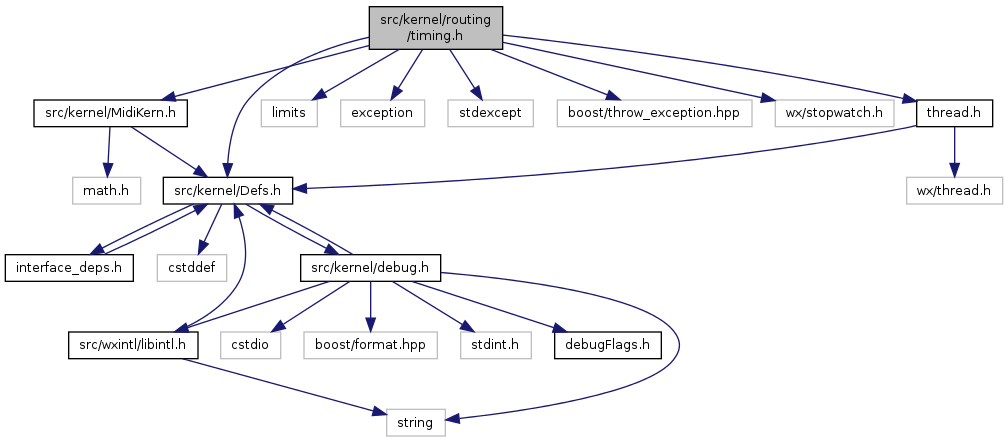 src/kernel/routing
/timing.h
src/kernel/MidiKern.h
limits
exception
stdexcept
boost/throw_exception.hpp
wx/stopwatch.h
thread.h
math.h
src/kernel/Defs.h
wx/thread.h
interface_deps.h
cstddef
src/kernel/debug.h
src/wxintl/libintl.h
cstdio
boost/format.hpp
stdint.h
debugFlags.h
string